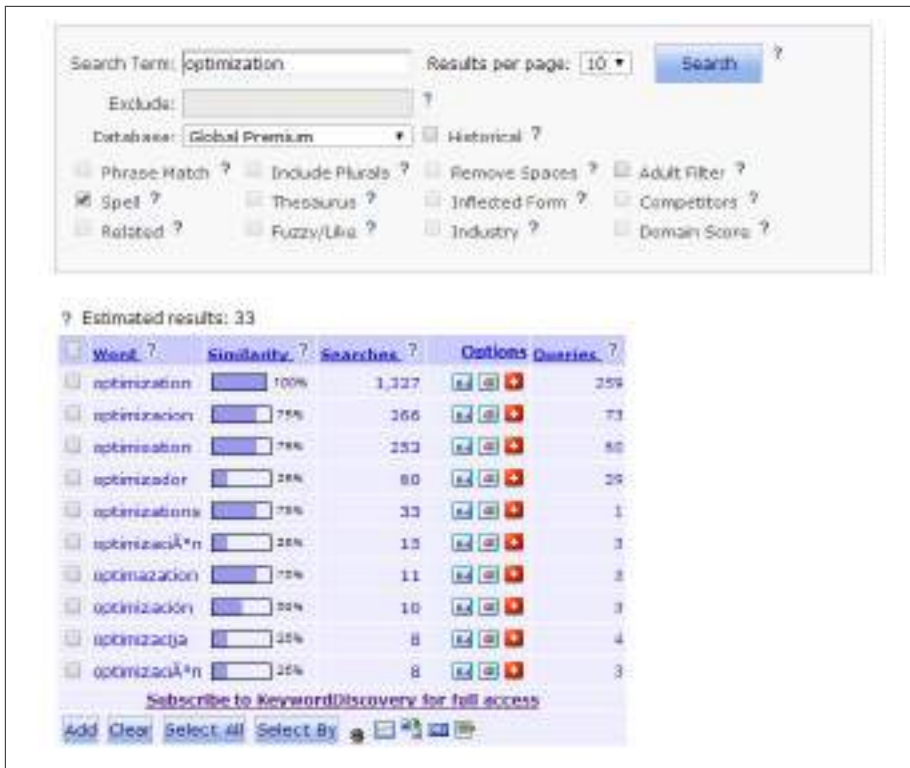 Search Term: optimization Results per page: 10 Search ?
Exclude: ?
Database: Global Premium Historical ?
Phrase Match ? Include Plurals ? Remove Spaces ? Adult Filter ?
Spell ? Thesaurus ? Inflected Form ? Competitors ?
Related ? Fuzzy/Like ? Industry ? Domain Score ?
? Estimated results: 33
Word ? Similarity ? Searches ? Options Queries ?
optimization 100% 1,327 259
optimizacion 75% 73
optimisation 75% 253
optimizador 25% 29
optimizations 75% 33 1
optimizaciÃ³n 25% 3
optimazation 75% 11 3
optimización 50% 10 3
optimizacija 25% 8 4
optimizaciÃ³n 25% 8 3
Subscribe to KeywordDiscovery for full access
Add Clear Select All Select By